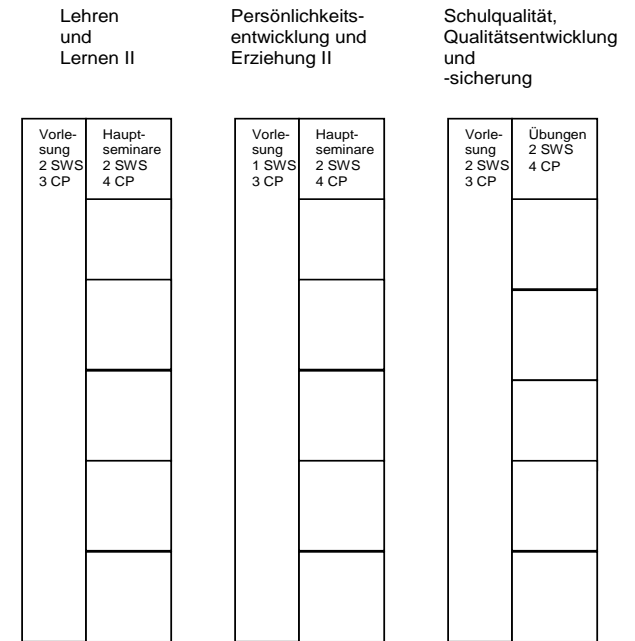 Lehren
und
Lernen II
Persönlichkeits-
entwicklung und
Erziehung II
Schulqualität,
Qualitätsentwicklung
und
-sicherung
Vorle-
sung
2 SWS
3 CP
Haupt-
seminare
2 SWS
4 CP
Vorle-
sung
1 SWS
3 CP
Haupt-
seminare
2 SWS
4 CP
Vorle-
sung
2 SWS
3 CP
Übungen
2 SWS
4 CP